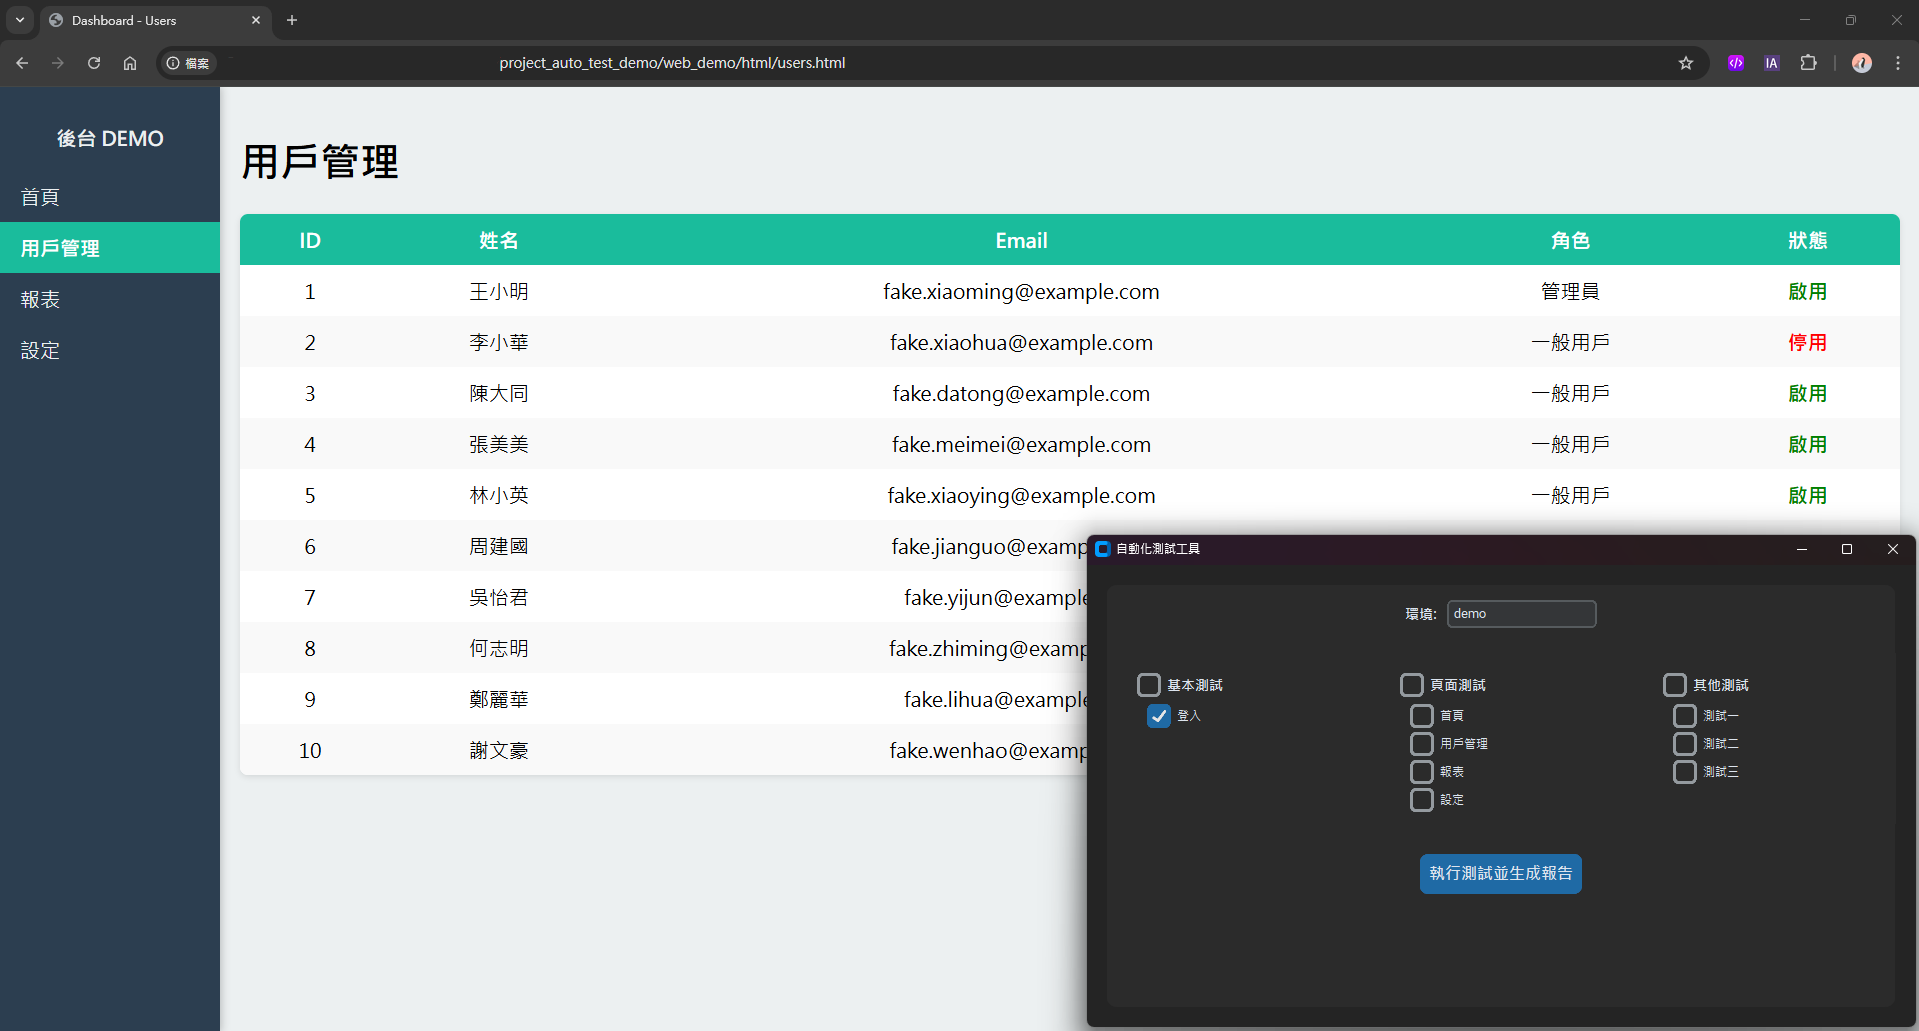 Dashboard - Users
檔案
project_auto_test_demo/web_demo/html/users.html
IA
後台 DEMO
首頁
用戶管理
報表
設定
用戶管理
ID 姓名 Email 角色 狀態
1 王小明 fake.xiaoming@example.com 管理員 啟用
2 李小華 fake.xiaohua@example.com 一般用戶 停用
3 陳大同 fake.datong@example.com 一般用戶 啟用
4 張美美 fake.meimei@example.com 一般用戶 啟用
5 林小英 fake.xiaoying@example.com 一般用戶 啟用
6 周建國 fake.jianguo@examp
7 吳怡君 fake.yijun@example
8 何志明 fake.zhiming@examp
9 鄭麗華 fake.lihua@example
10 謝文豪 fake.wenhao@examp
自動化測試工具
環境: demo
基本測試
登入
頁面測試
首頁
用戶管理
報表
設定
其他測試
測試一
測試二
測試三
執行測試並生成報告